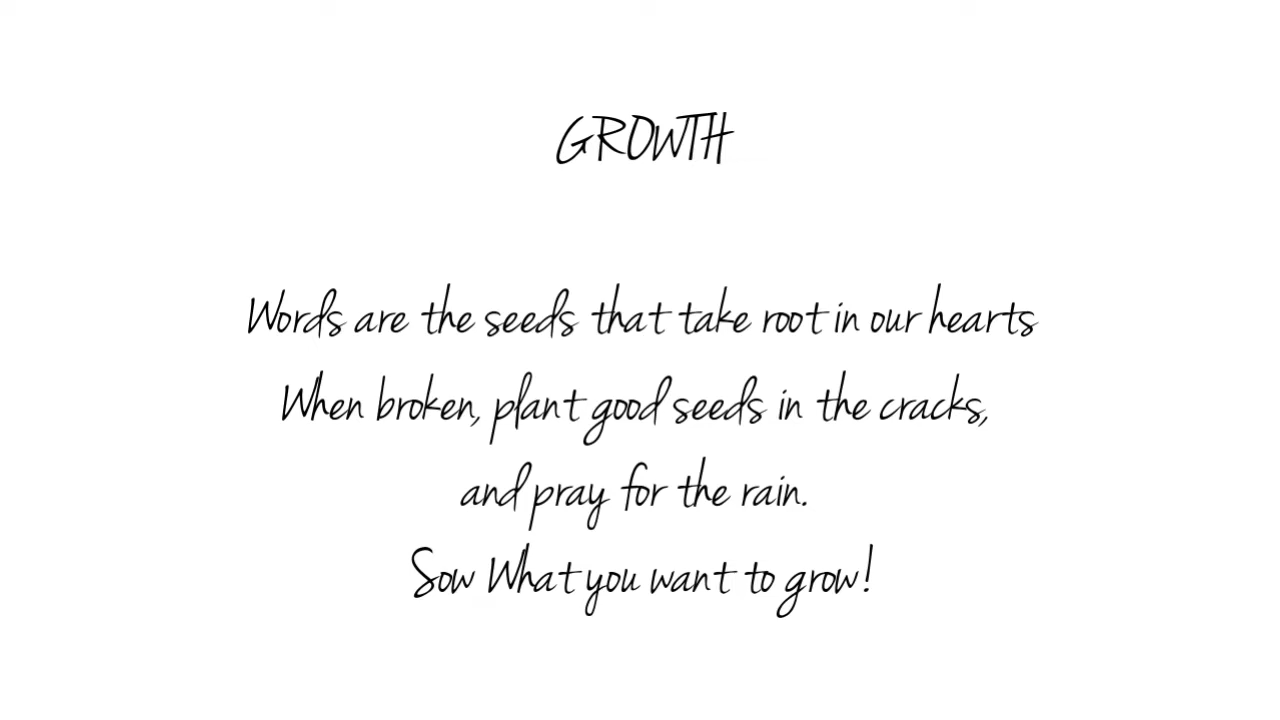 GROWTH
Words are the seeds that take root in our hearts
When broken, plant good seeds in the cracks,
and pray for the rain.
Sow What you want to grow!